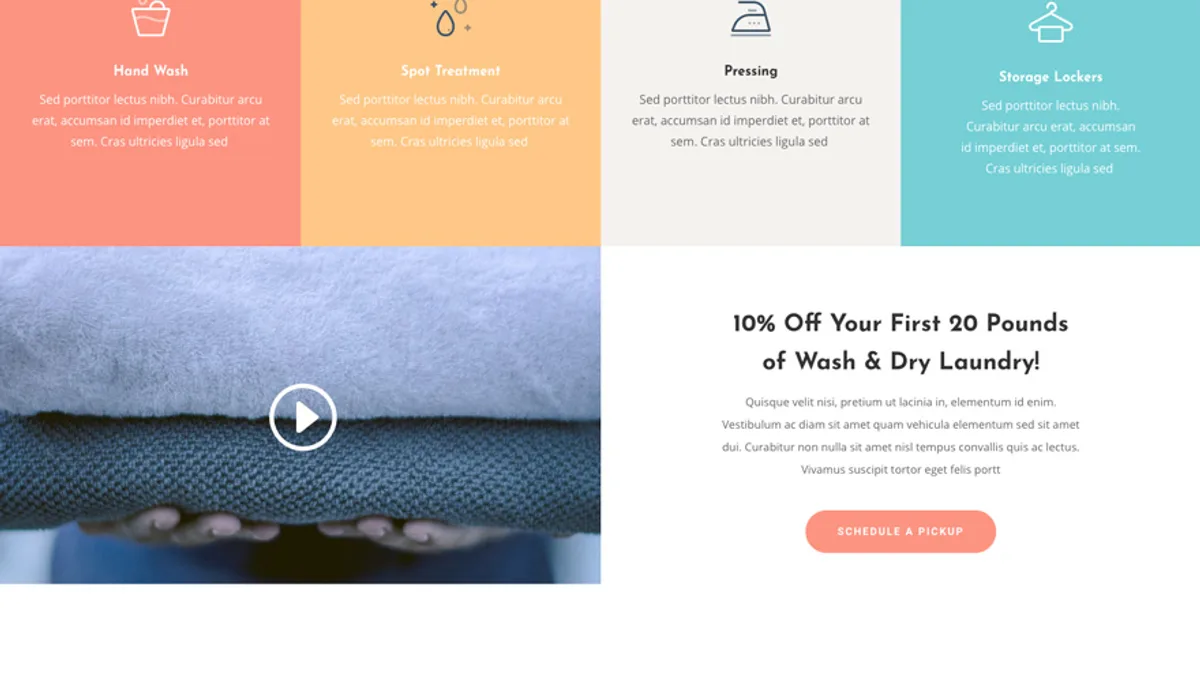 Hand Wash
Sed porttitor lectus nibh. Curabitur arcu
erat, accumsan id imperdiet et, porttitor at
sem. Cras ultricies ligula sed
Spot Treatment
Sed porttitor lectus nibh. Curabitur arcu
erat, accumsan id imperdiet et, porttitor at
sem. Cras ultricies ligula sed
Pressing
Sed porttitor lectus nibh. Curabitur arcu
erat, accumsan id imperdiet et, porttitor at
sem. Cras ultricies ligula sed
Storage Lockers
Sed porttitor lectus nibh.
Curabitur arcu erat, accumsan
id imperdiet et, porttitor at sem.
Cras ultricies ligula sed
10% Off Your First 20 Pounds
of Wash & Dry Laundry!
Quisque velit nisi, pretium ut lacinia in, elementum id enim.
Vestibulum ac diam sit amet quam vehicula elementum sed sit amet
dui. Curabitur non nulla sit amet nisl tempus convallis quis ac lectus.
Vivamus suscipit tortor eget felis portt
SCHEDULE A PICKUP